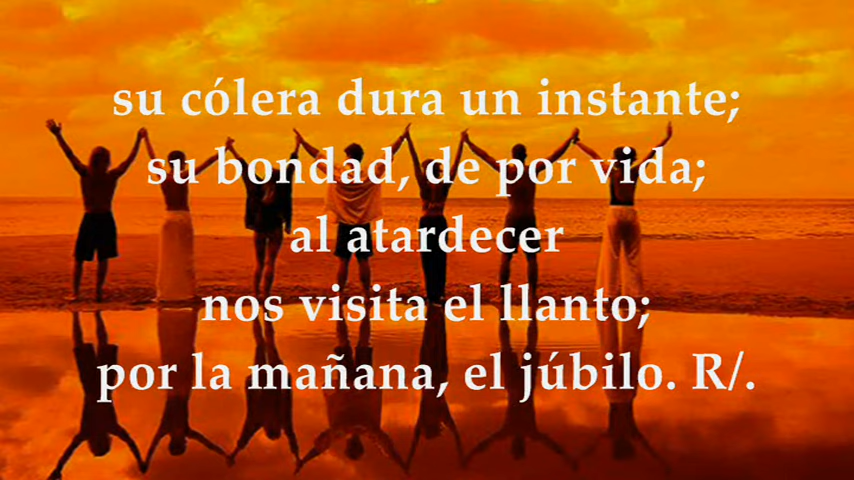 su cólera dura un instante;
su bondad, de por vida;
al atardecer
nos visita el llanto;
por la mañana, el júbilo. R/.